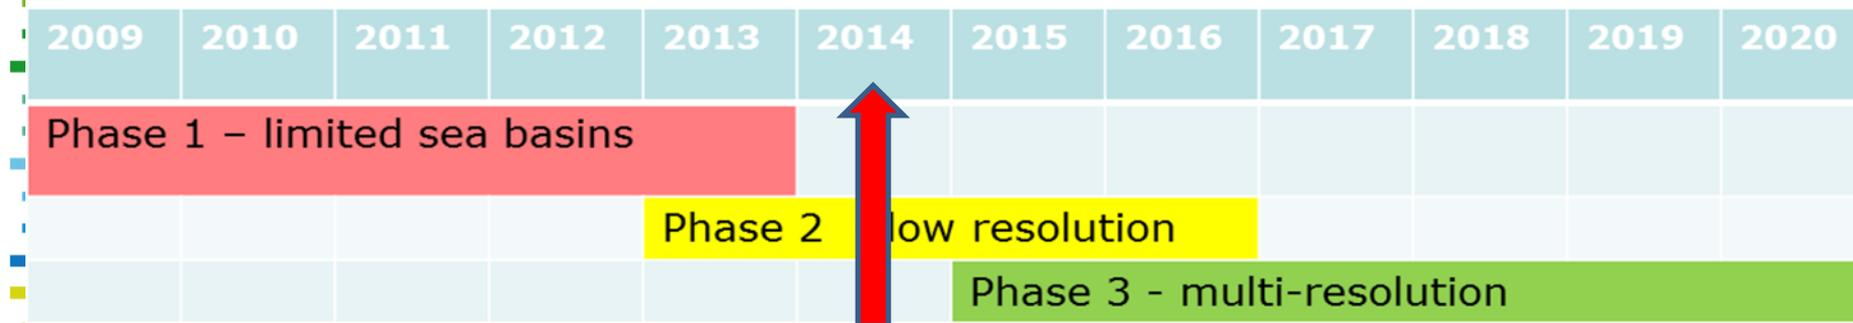 2009 2010 2011 2012 2013 2014 2015 2016 2017 2018 2019 2020
Phase 1 – limited sea basins
Phase 2 low resolution
Phase 3 - multi-resolution